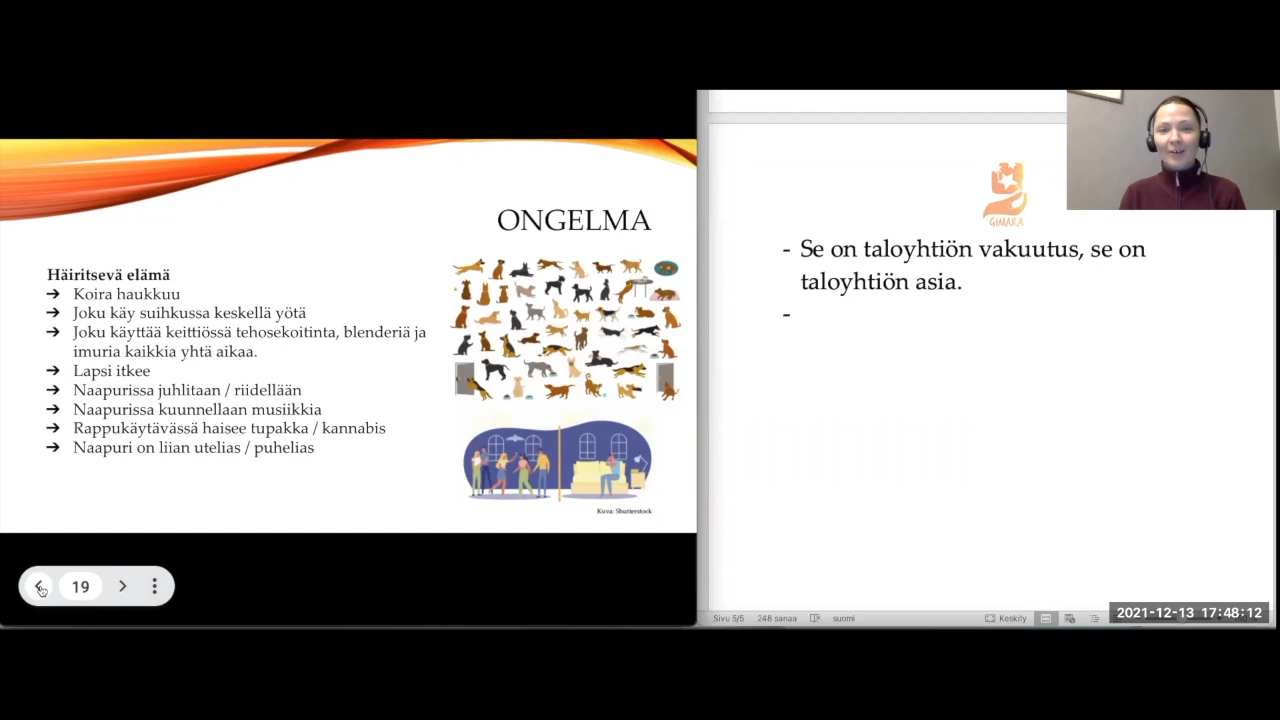 ONGELMA
Häiritsevä elämä
➔ Koira haukkuu
➔ Joku käy suihkussa keskellä yötä
➔ Joku käyttää keittiössä tehosekoitinta, blenderiä ja
imuria kaikkia yhtä aikaa.
➔ Lapsi itkee
➔ Naapurissa juhlitaan / riidellään
➔ Naapurissa kuunnellaan musiikkia
➔ Rappukäytävässä haisee tupakka / kannabis
➔ Naapuri on liian utelias / puhelias
Kuva: Shutterstock
19
GIMARA
- Se on taloyhtiön vakuutus, se on
taloyhtiön asia.
-
Sivu 5/5 248 sanaa suomi Keskity
2021-12-13 17:48:12